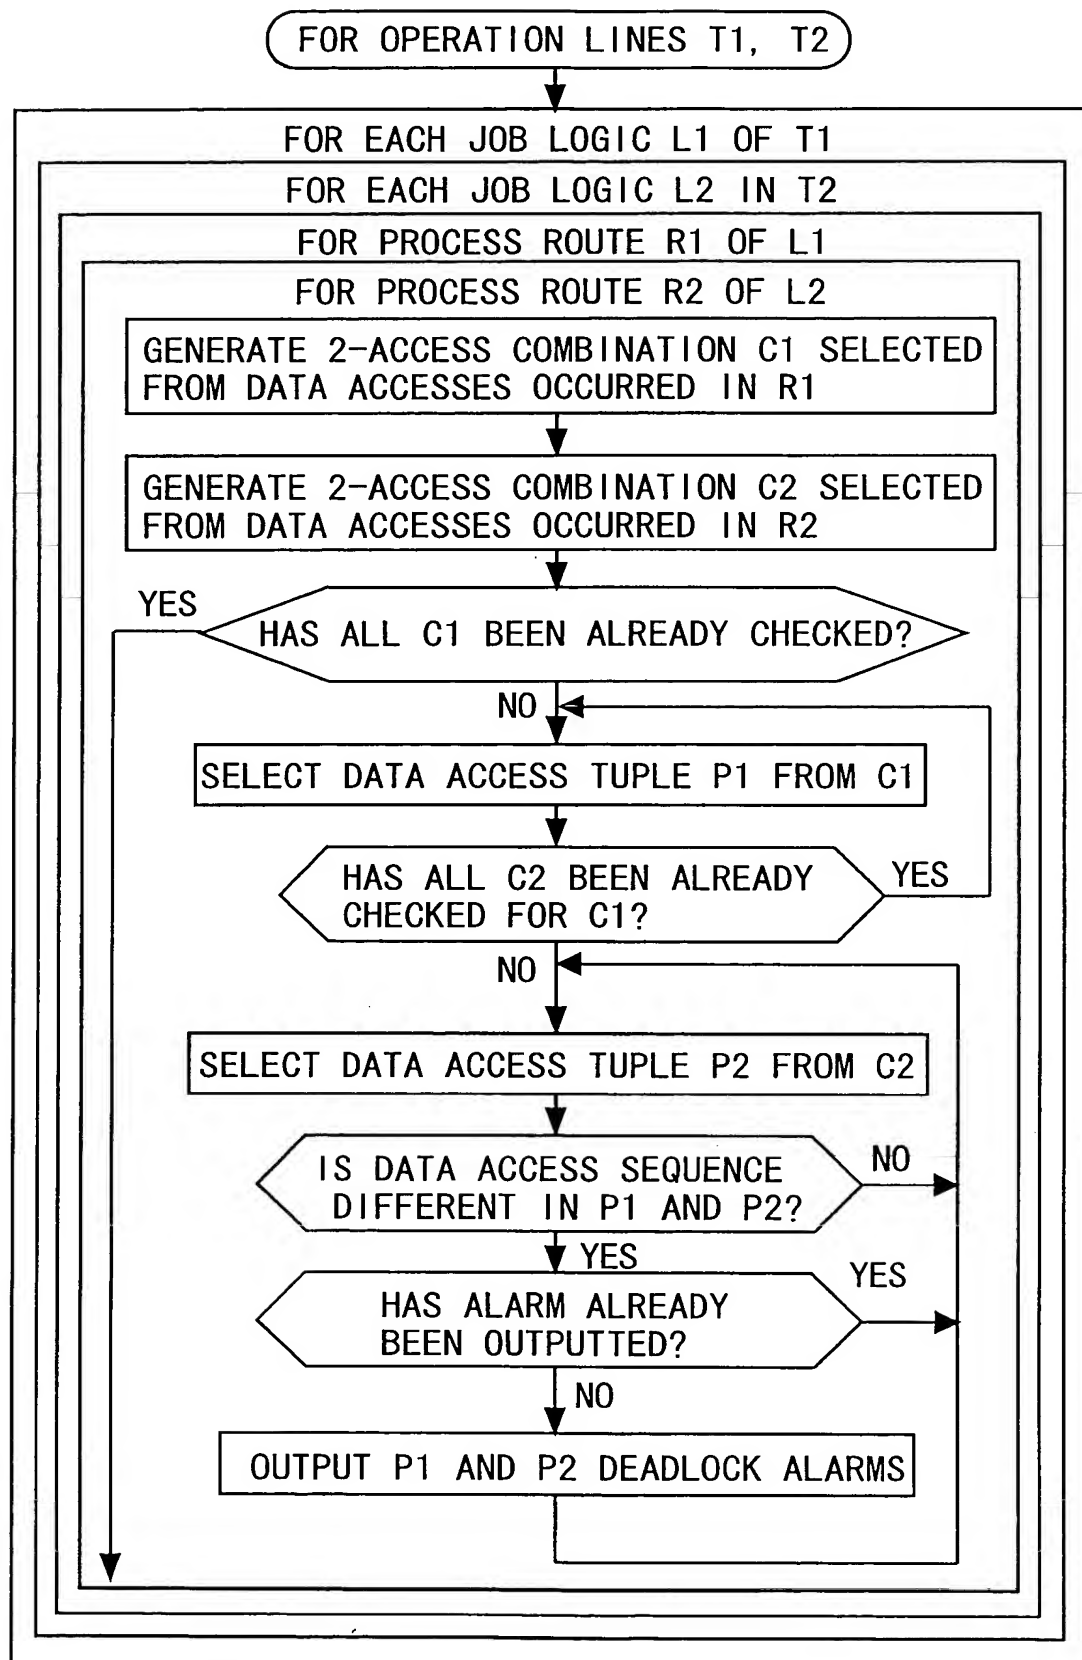 FOR OPERATION LINES T1, T2
FOR EACH JOB LOGIC L1 OF T1
FOR EACH JOB LOGIC L2 IN T2
FOR PROCESS ROUTE R1 OF L1
FOR PROCESS ROUTE R2 OF L2
GENERATE 2-ACCESS COMBINATION C1 SELECTED
FROM DATA ACCESSES OCCURRED IN R1
GENERATE 2-ACCESS COMBINATION C2 SELECTED
FROM DATA ACCESSES OCCURRED IN R2
YES
HAS ALL C1 BEEN ALREADY CHECKED?
NO
SELECT DATA ACCESS TUPLE P1 FROM C1
HAS ALL C2 BEEN ALREADY
CHECKED FOR C1?
YES
NO
SELECT DATA ACCESS TUPLE P2 FROM C2
IS DATA ACCESS SEQUENCE
DIFFERENT IN P1 AND P2?
NO
YES
HAS ALARM ALREADY
BEEN OUTPUTTED?
YES
NO
OUTPUT P1 AND P2 DEADLOCK ALARMS